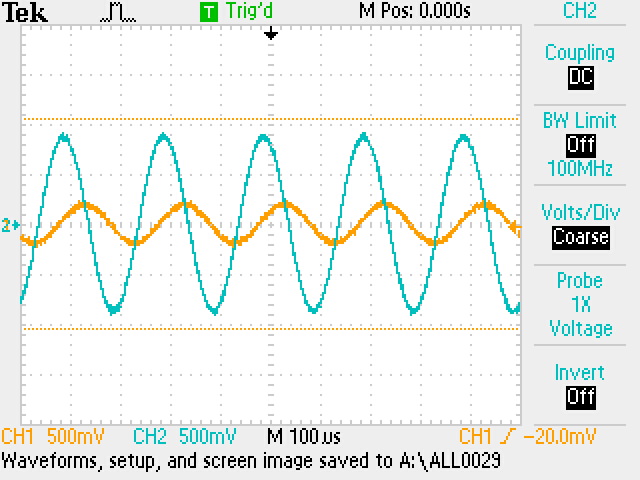 Tek T Trig'd M Pos: 0.000s CH2
Coupling
DC
BW Limit
Off
100MHz
2
Volts/Div
Coarse
Probe
1X
Voltage
Invert
Off
CH1 500mV CH2 500mV M 100µs CH1 −20.0mV
Waveforms, setup, and screen image saved to A:\ALL0029